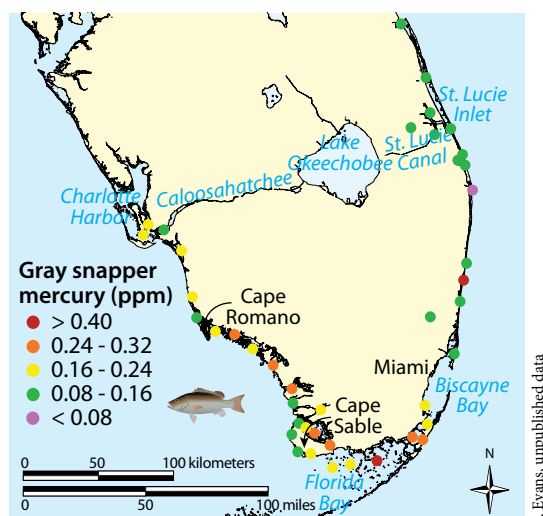 St. Lucie
Inlet
Lake
Okeechobee
St. Lucie
Canal
Caloosahatchee
Charlotte
Harbor
Gray snapper
mercury (ppm)
> 0.40
0.24 - 0.32
0.16 - 0.24
0.08 - 0.16
< 0.08
Cape
Romano
Miami
Biscayne
Bay
Cape
Sable
Florida
Bay
0 50 100 kilometers
0 50 100 miles
N
Evans, unpublished data